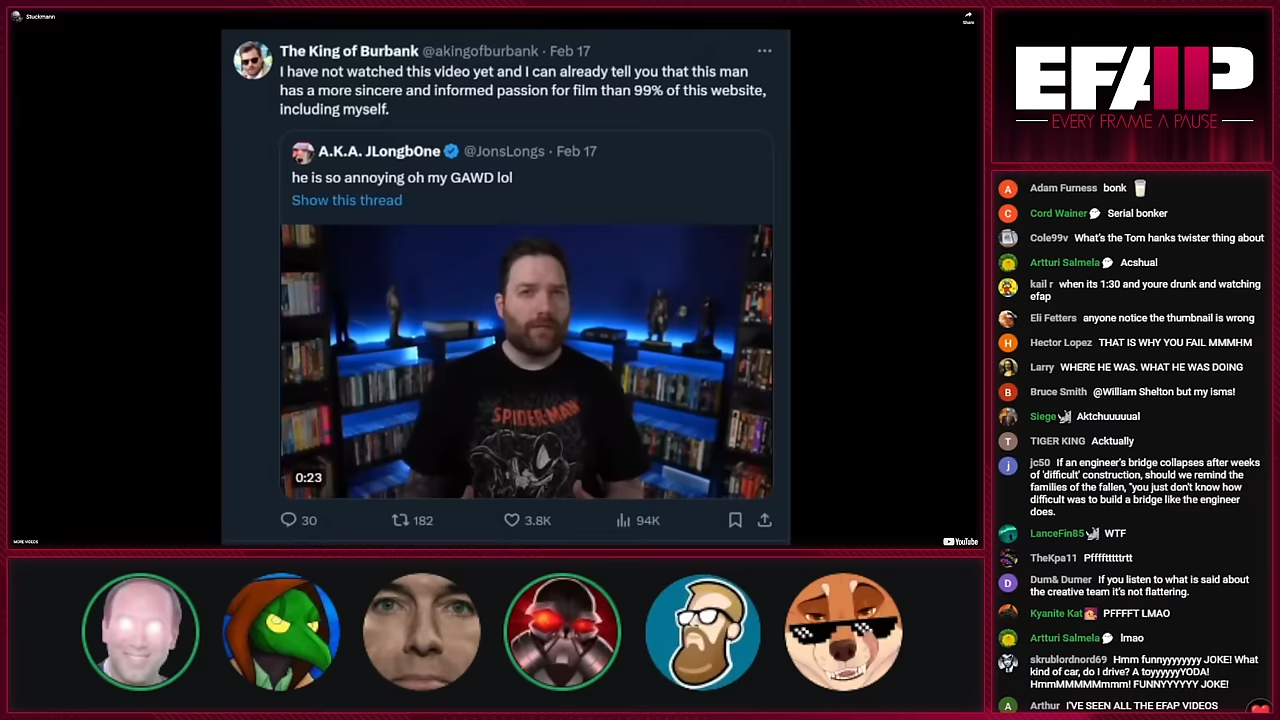 Stuckmann
Share
The King of Burbank @akingofburbank · Feb 17
I have not watched this video yet and I can already tell you that this man
has a more sincere and informed passion for film than 99% of this website,
including myself.
A.K.A. JLongbOne @JonsLongs · Feb 17
he is so annoying oh my GAWD lol
Show this thread
SPIDER-MAN
0:23
30
182
3.8K
94K
MORE VIDEOS
YouTube
EFAP
EVERY FRAME A PAUSE
A Adam Furness bonk
C Cord Wainer Serial bonker
Cole99v What's the Tom hanks twister thing about
Artturi Salmela Acshual
kail r when its 1:30 and youre drunk and watching
efap
Eli Fetters anyone notice the thumbnail is wrong
H Hector Lopez THAT IS WHY YOU FAIL MMMHM
Larry WHERE HE WAS. WHAT HE WAS DOING
B Bruce Smith @William Shelton but my isms!
Siege Aktchuuuuual
T TIGER KING Acktually
j jc50 If an engineer's bridge collapses after weeks
of 'difficult' construction, should we remind the
families of the fallen, "you just don't know how
difficult was to build a bridge like the engineer
does.
LanceFin85 WTF
TheKpa11 Pfffftttttrtt
D Dum& Dumer If you listen to what is said about
the creative team it's not flattering.
Kyanite Kat PFFFFT LMAO
Artturi Salmela lmao
skrublordnord69 Hmm funnyyyyyyy JOKE! What
kind of car, do I drive? A toyyyyyyYODA!
HmmMMMMMmmm! FUNNYYYYYY JOKE!
A Arthur I'VE SEEN ALL THE EFAP VIDEOS